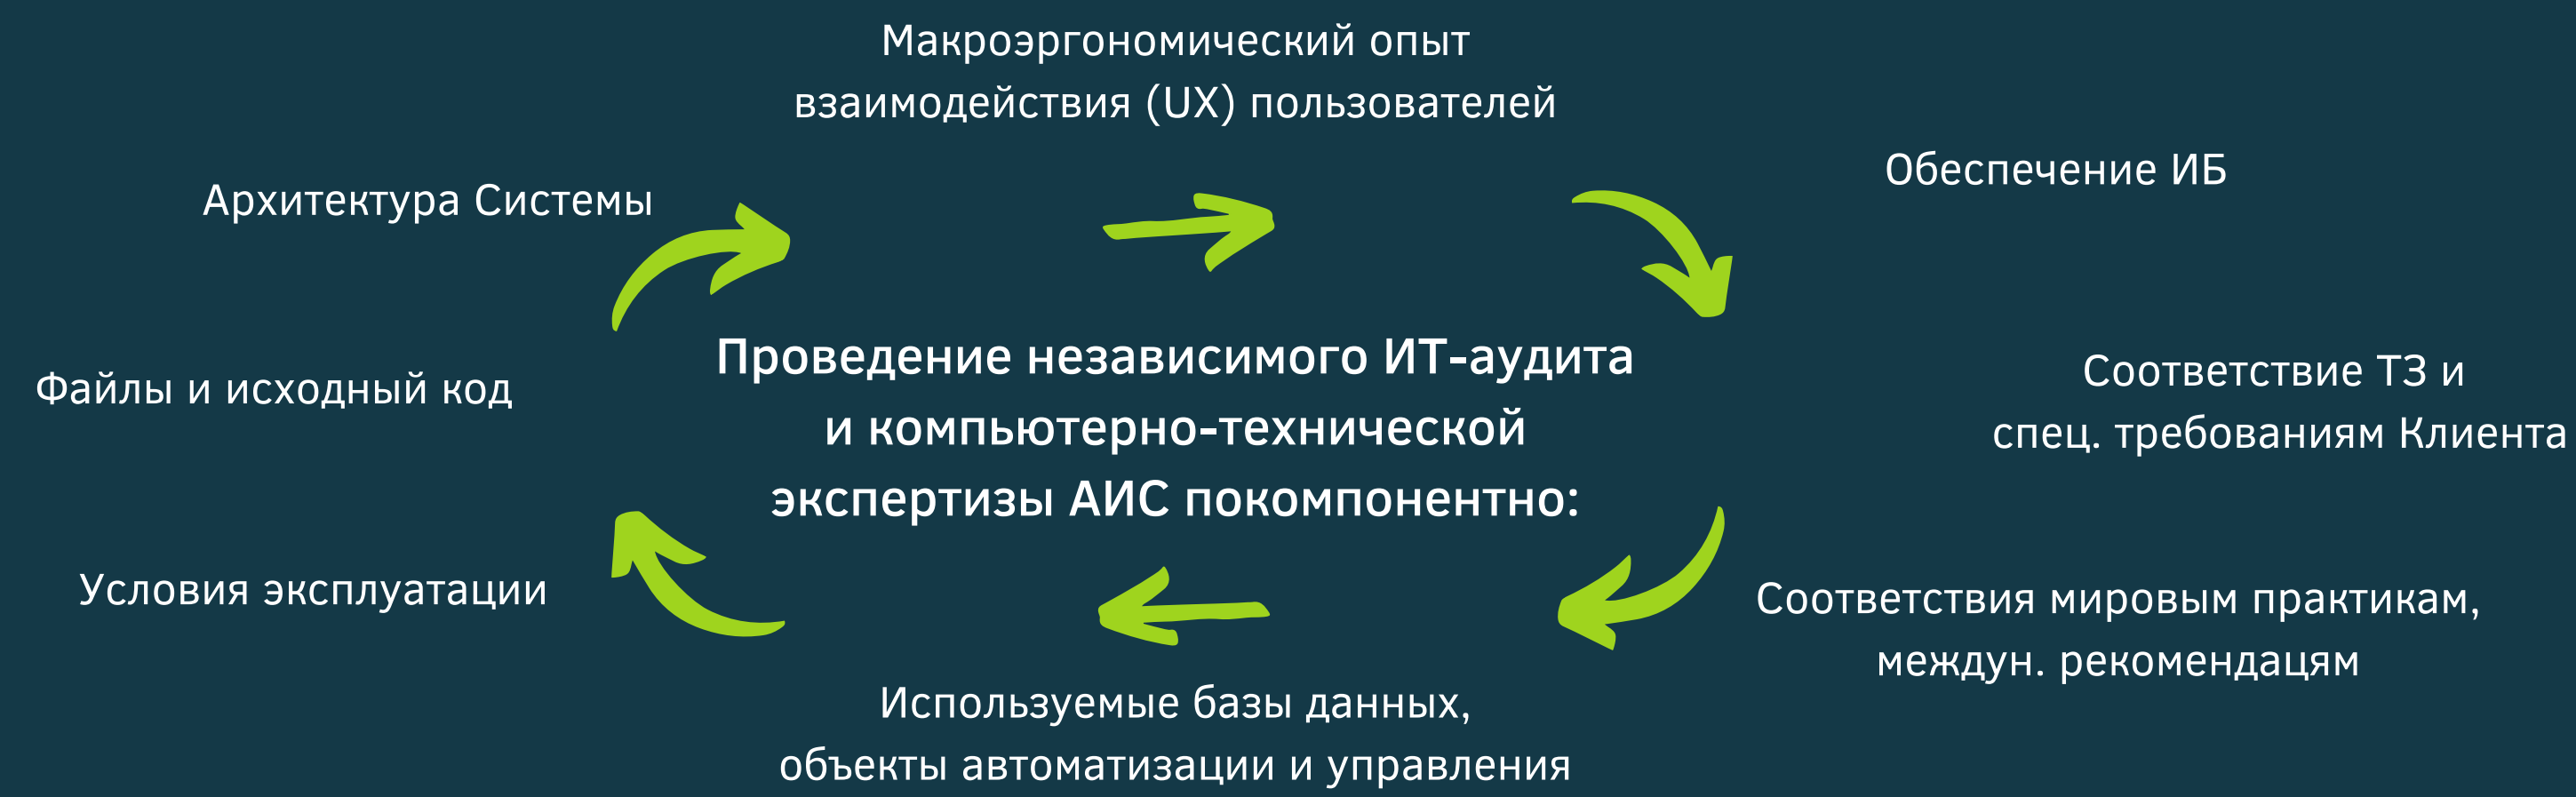 Макроэргономический опыт
взаимодействия (UX) пользователей
Обеспечение ИБ
Архитектура Системы
Проведение независимого ИТ-аудита
и компьютерно-технической
экспертизы АИС покомпонентно:
Соответствие ТЗ и
спец. требованиям Клиента
Файлы и исходный код
Условия эксплуатации
Соответствия мировым практикам,
междун. рекомендацям
Используемые базы данных,
объекты автоматизации и управления